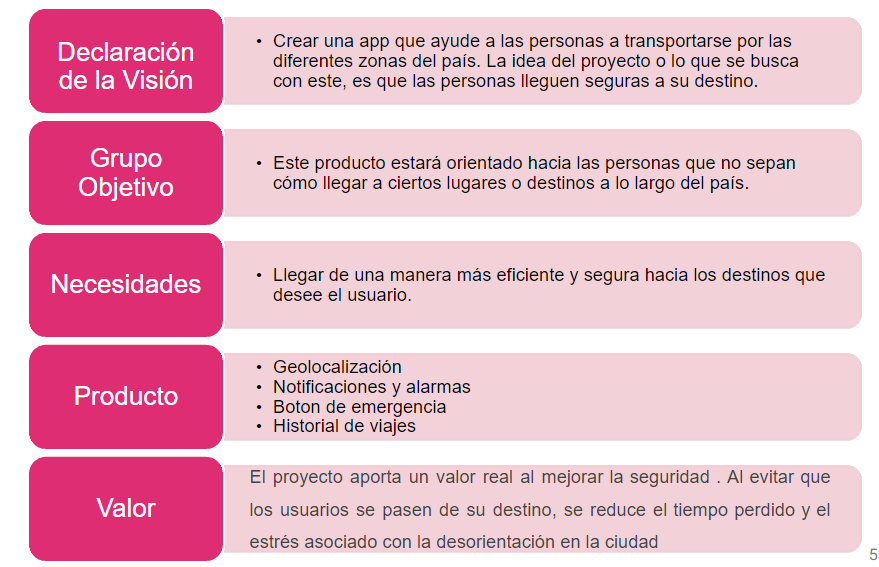 Declaración
de la Visión
• Crear una app que ayude a las personas a transportarse por las
diferentes zonas del país. La idea del proyecto o lo que se busca
con este, es que las personas lleguen seguras a su destino.
Grupo
Objetivo
• Este producto estará orientado hacia las personas que no sepan
cómo llegar a ciertos lugares o destinos a lo largo del país.
Necesidades
• Llegar de una manera más eficiente y segura hacia los destinos que
desee el usuario.
Producto
• Geolocalización
• Notificaciones y alarmas
• Boton de emergencia
• Historial de viajes
Valor
El proyecto aporta un valor real al mejorar la seguridad . Al evitar que
los usuarios se pasen de su destino, se reduce el tiempo perdido y el
estrés asociado con la desorientación en la ciudad
5